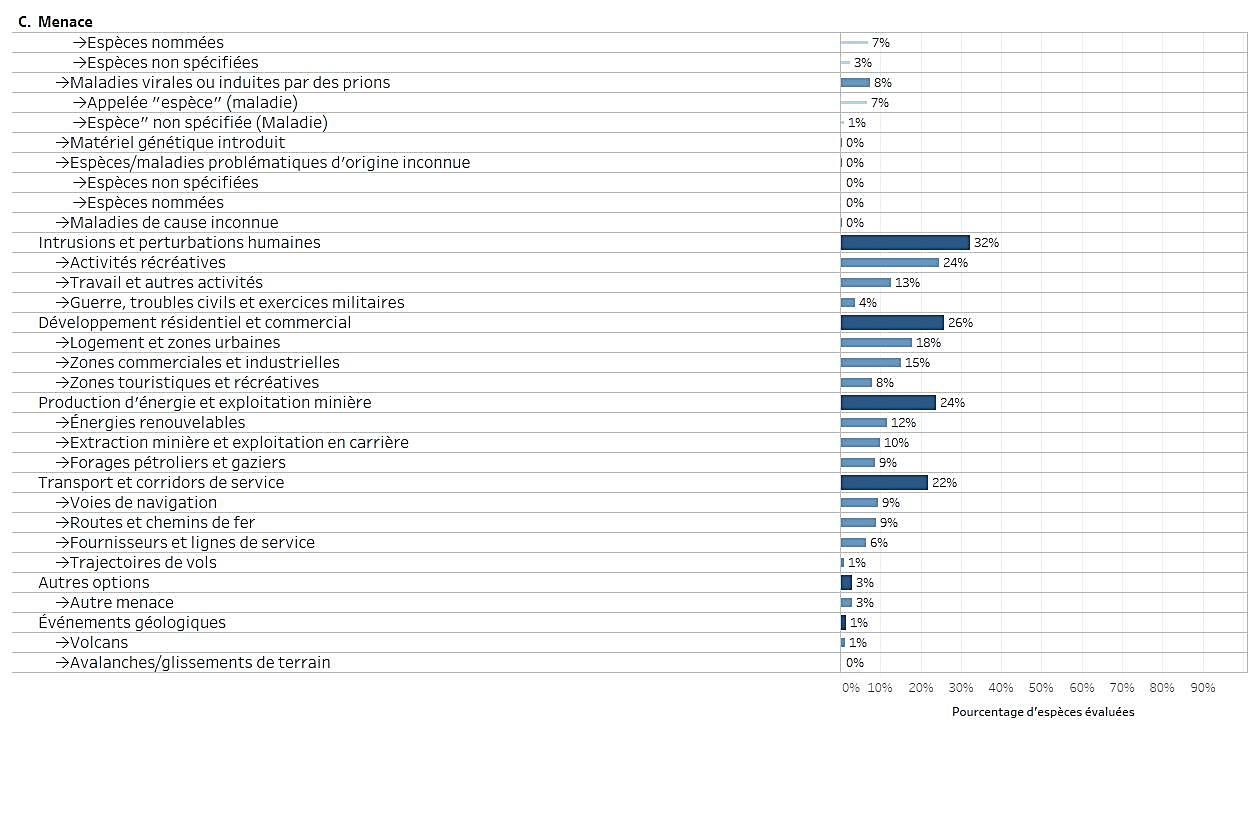 C. Menace
→Espèces nommées 7%
→Espèces non spécifiées 3%
→Maladies virales ou induites par des prions 8%
→Appelée "espèce" (maladie) 7%
→Espèce" non spécifiée (Maladie) 1%
→Matériel génétique introduit 0%
→Espèces/maladies problématiques d'origine inconnue 0%
→Espèces non spécifiées 0%
→Espèces nommées 0%
→Maladies de cause inconnue 0%
Intrusions et perturbations humaines 32%
→Activités récréatives 24%
→Travail et autres activités 13%
→Guerre, troubles civils et exercices militaires 4%
Développement résidentiel et commercial 26%
→Logement et zones urbaines 18%
→Zones commerciales et industrielles 15%
→Zones touristiques et récréatives 8%
Production d'énergie et exploitation minière 24%
→Énergies renouvelables 12%
→Extraction minière et exploitation en carrière 10%
→Forages pétroliers et gaziers 9%
Transport et corridors de service 22%
→Voies de navigation 9%
→Routes et chemins de fer 9%
→Fournisseurs et lignes de service 6%
→Trajectoires de vols 1%
Autres options 3%
→Autre menace 3%
Événements géologiques 1%
→Volcans 1%
→Avalanches/glissements de terrain 0%
0% 10% 20% 30% 40% 50% 60% 70% 80% 90%
Pourcentage d'espèces évaluées